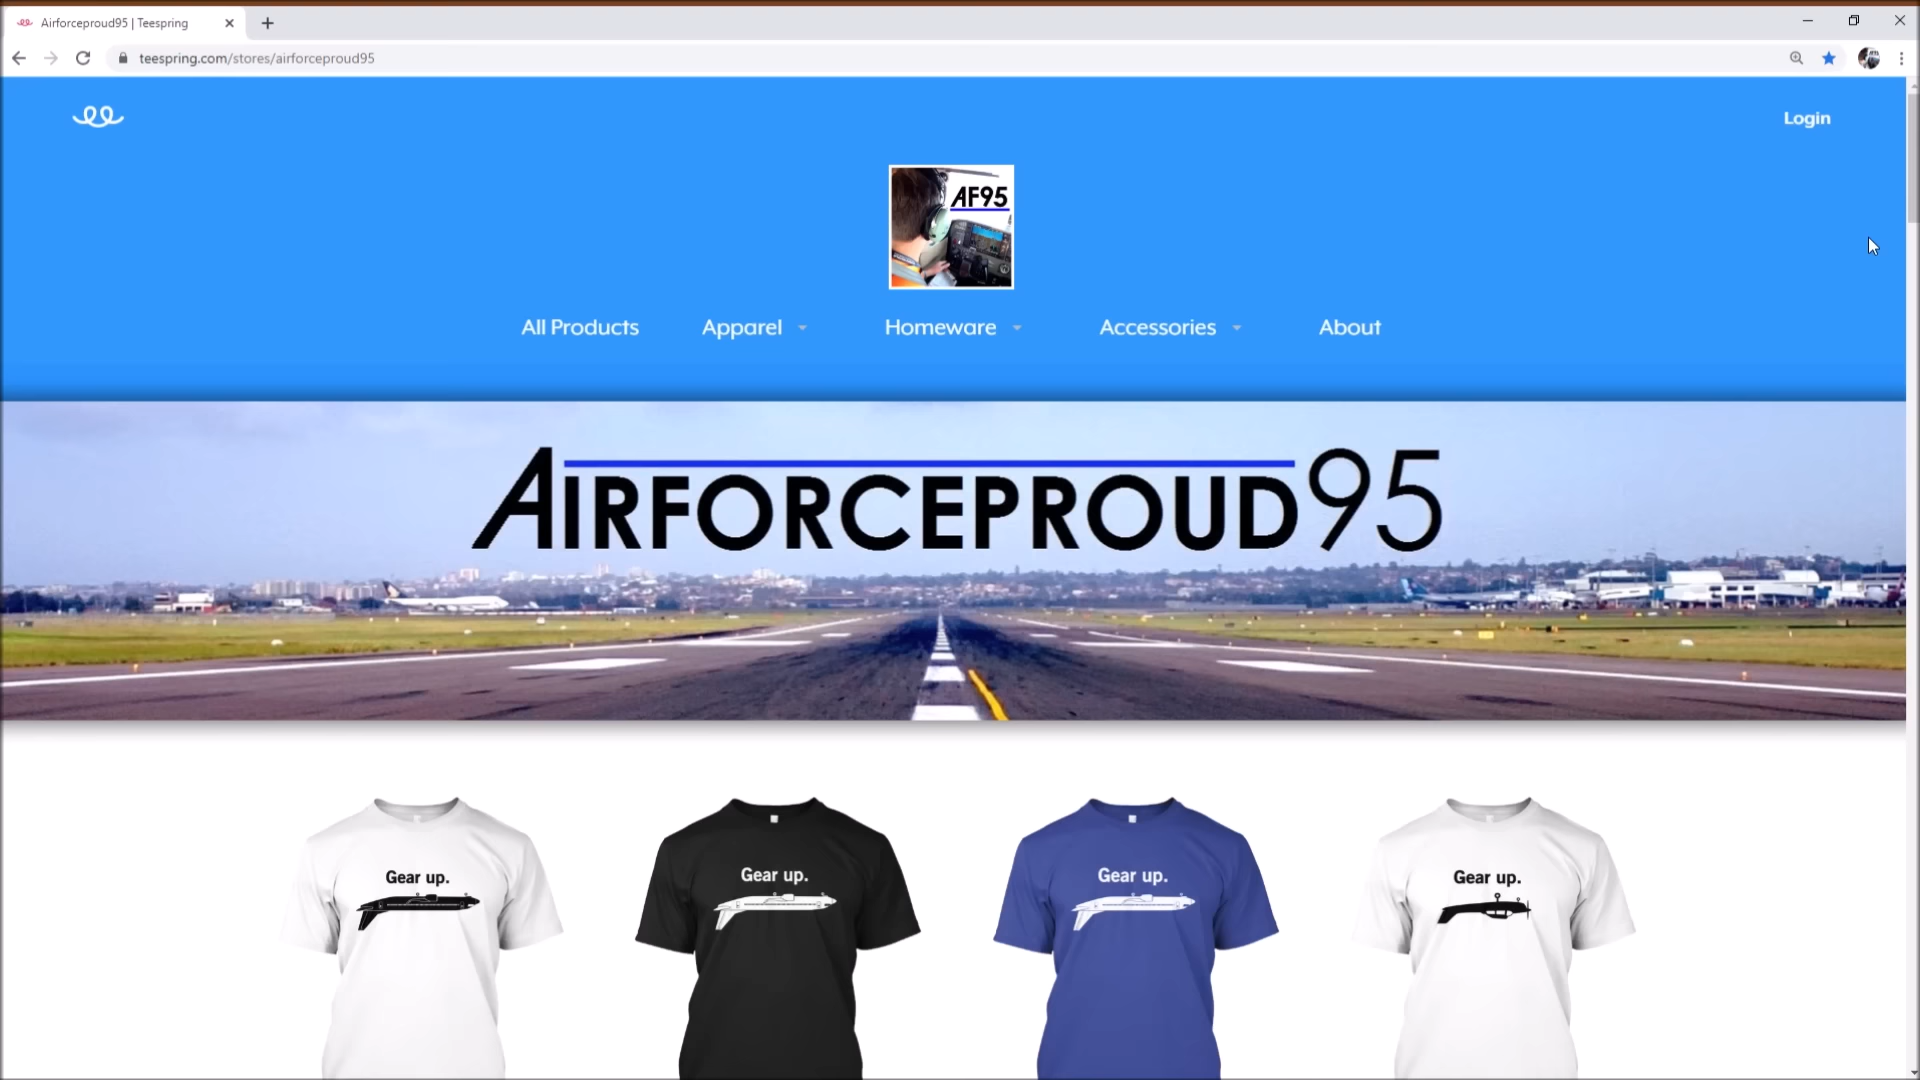 Airforceproud95 | Teespring
teespring.com/stores/airforceproud95
Login
AF95
All Products
Apparel
Homeware
Accessories
About
AIRFORCEPROUD95
Gear up.
Gear up.
Gear up.
Gear up.